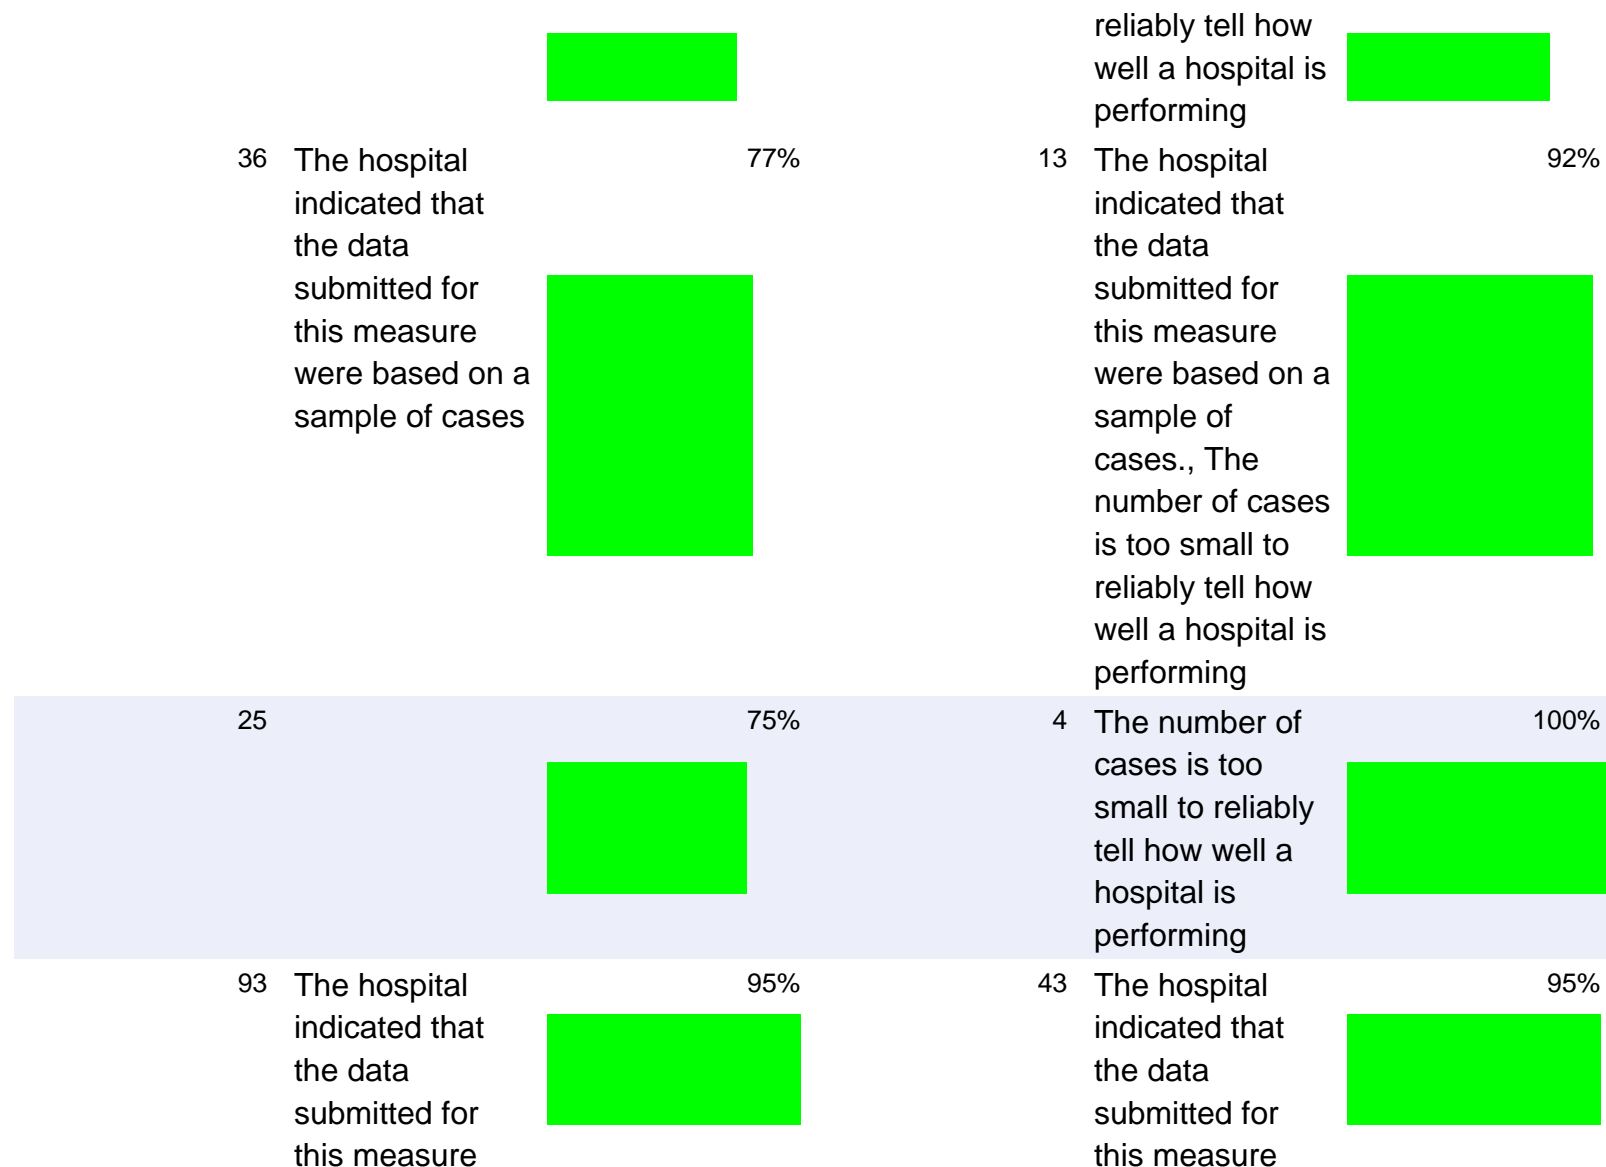 reliably tell how
well a hospital is
performing
36 The hospital 77% 13 The hospital 92%
indicated that indicated that
the data the data
submitted for submitted for
this measure this measure
were based on a were based on a
sample of cases sample of
cases., The
number of cases
is too small to
reliably tell how
well a hospital is
performing
25 75% 4 The number of 100%
cases is too
small to reliably
tell how well a
hospital is
performing
93 The hospital 95% 43 The hospital 95%
indicated that indicated that
the data the data
submitted for submitted for
this measure this measure